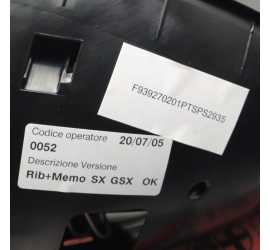 F939270201PTSPS2935
Codice operatore 20/07/05
0052
Descrizione Versione
Rib+Memo SX GSX OK